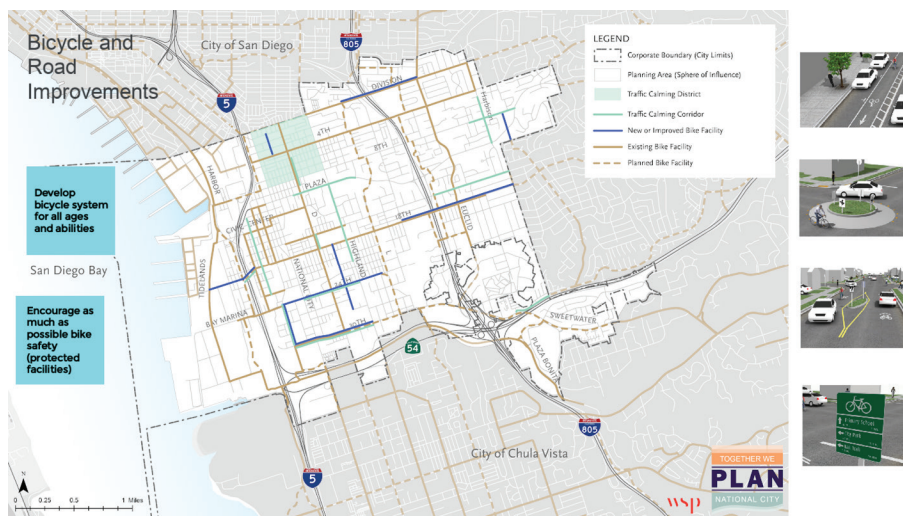 Bicycle and
Road
Improvements
City of San Diego
805
5
LEGEND
Corporate Boundary (City Limits)
Planning Area (Sphere of Influence)
Traffic Calming District
Traffic Calming Corridor
New or Improved Bike Facility
Existing Bike Facility
Planned Bike Facility
DIVISION
Harbison
4TH
8TH
HARBOR
PLAZA
D
CIVIC CENTER
18TH
EUCLID
Develop
bicycle system
for all ages
and abilities
San Diego Bay
TIDELANDS
NATIONAL CITY
HIGHLAND
24TH
BAY MARINA
30TH
SWEETWATER
54
PLAZA BONITA
Encourage as
much as
possible bike
safety
(protected
facilities)
805
City of Chula Vista
5
N
0 0.25 0.5 1 Miles
wsp
TOGETHER WE
PLAN
NATIONAL CITY